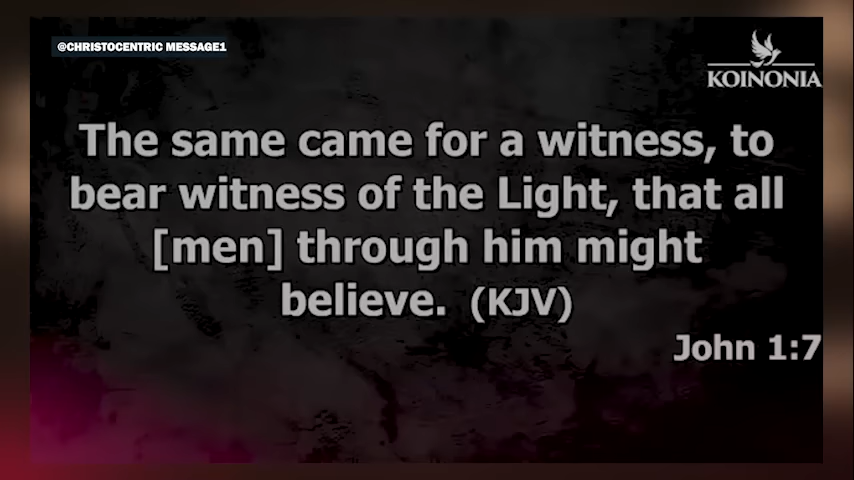 @CHRISTOCENTRIC MESSAGE1
KOINONIA
The same came for a witness, to
bear witness of the Light, that all
[men] through him might
believe. (KJV)
John 1:7